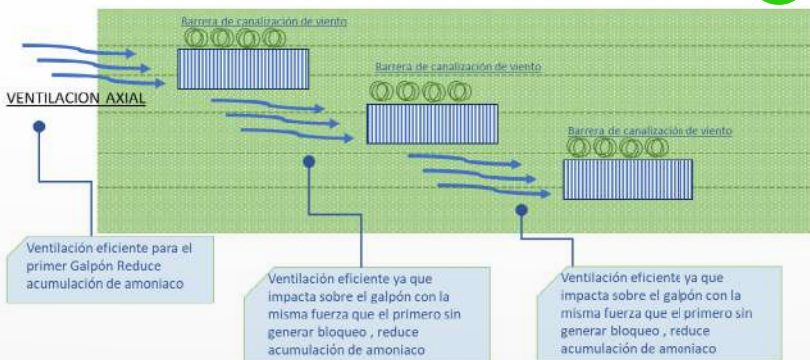 Barrera de canalización de viento
Barrera de canalización de viento
VENTILACION AXIAL
Barrera de canalización de viento
Ventilación eficiente para el
primer Galpón Reduce
acumulación de amoniaco
Ventilación eficiente ya que
impacta sobre el galpón con la
misma fuerza que el primero sin
generar bloqueo , reduce
acumulación de amoniaco
Ventilación eficiente ya que
impacta sobre el galpón con la
misma fuerza que el primero sin
generar bloqueo , reduce
acumulación de amoniaco